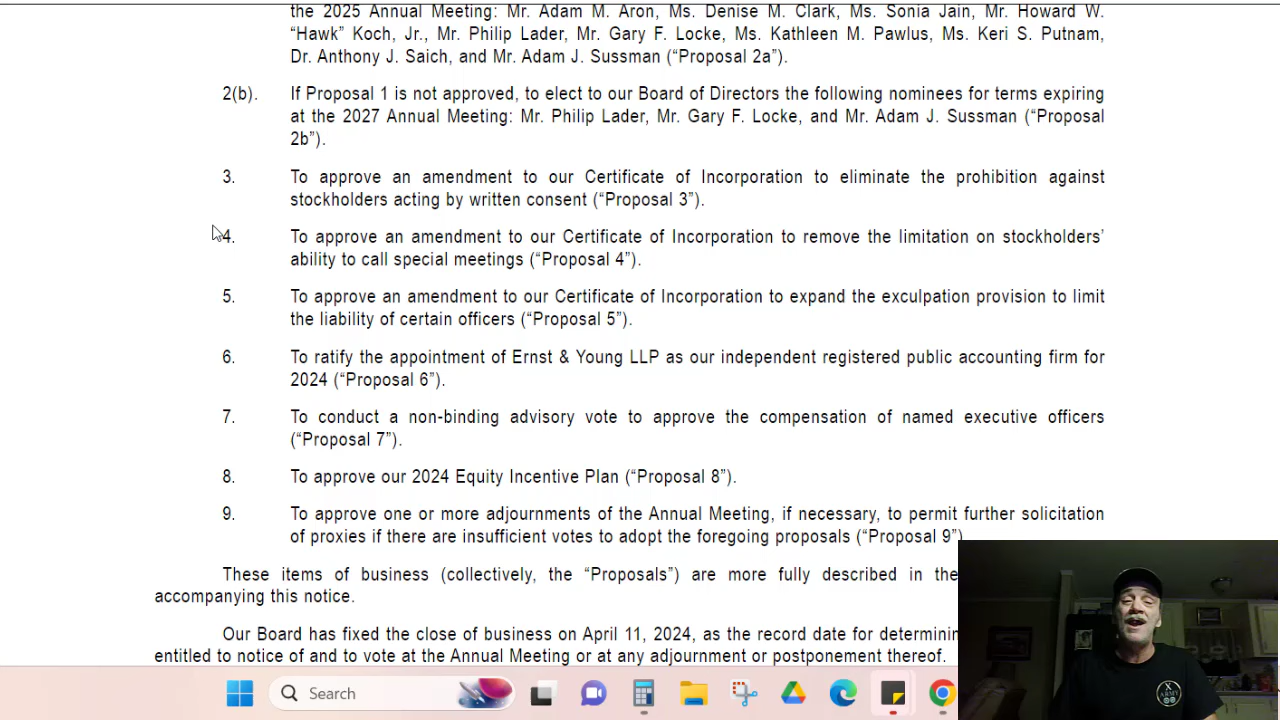 the 2025 Annual Meeting: Mr. Adam M. Aron, Ms. Denise M. Clark, Ms. Sonia Jain, Mr. Howard W.
“Hawk” Koch, Jr., Mr. Philip Lader, Mr. Gary F. Locke, Ms. Kathleen M. Pawlus, Ms. Keri S. Putnam,
Dr. Anthony J. Saich, and Mr. Adam J. Sussman (“Proposal 2a”).
2(b). If Proposal 1 is not approved, to elect to our Board of Directors the following nominees for terms expiring
at the 2027 Annual Meeting: Mr. Philip Lader, Mr. Gary F. Locke, and Mr. Adam J. Sussman (“Proposal
2b”).
3. To approve an amendment to our Certificate of Incorporation to eliminate the prohibition against
stockholders acting by written consent (“Proposal 3”).
4. To approve an amendment to our Certificate of Incorporation to remove the limitation on stockholders’
ability to call special meetings (“Proposal 4”).
5. To approve an amendment to our Certificate of Incorporation to expand the exculpation provision to limit
the liability of certain officers (“Proposal 5”).
6. To ratify the appointment of Ernst & Young LLP as our independent registered public accounting firm for
2024 (“Proposal 6”).
7. To conduct a non-binding advisory vote to approve the compensation of named executive officers
(“Proposal 7”).
8. To approve our 2024 Equity Incentive Plan (“Proposal 8”).
9. To approve one or more adjournments of the Annual Meeting, if necessary, to permit further solicitation
of proxies if there are insufficient votes to adopt the foregoing proposals (“Proposal 9”)
These items of business (collectively, the “Proposals”) are more fully described in the
accompanying this notice.
Our Board has fixed the close of business on April 11, 2024, as the record date for determinin
entitled to notice of and to vote at the Annual Meeting or at any adjournment or postponement thereof.
Search
X
ARMY